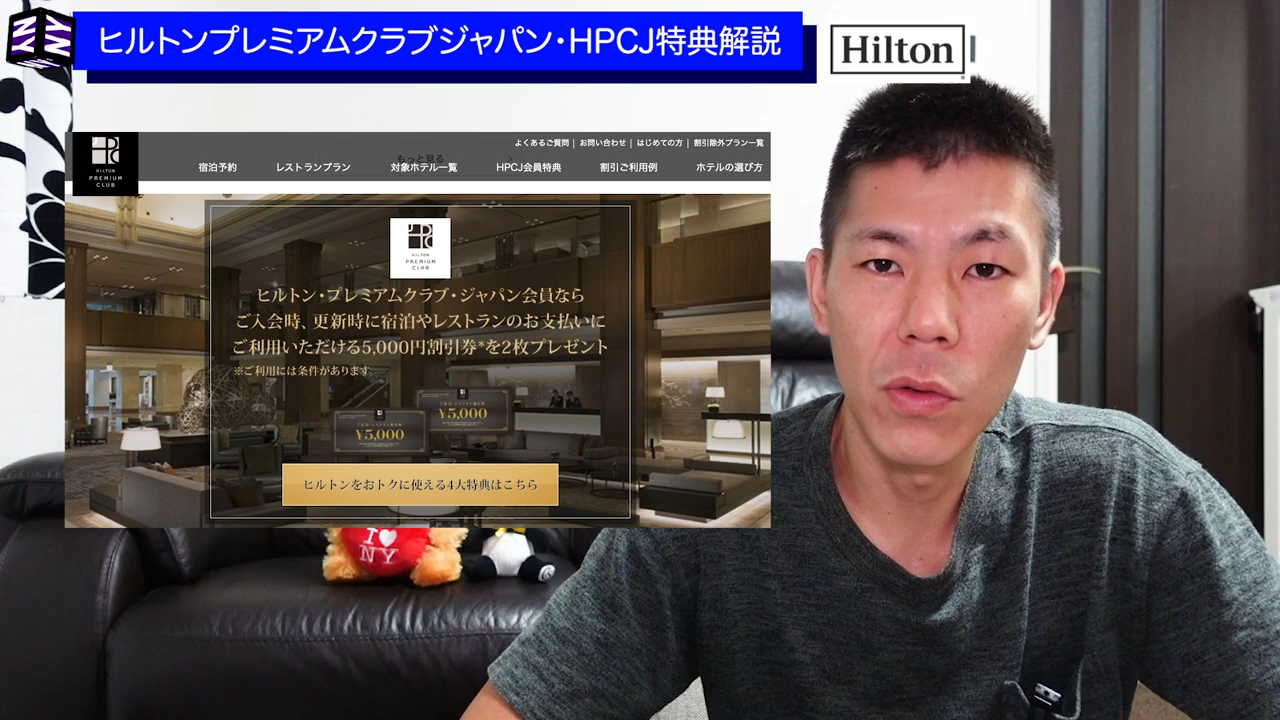 NY NY
ヒルトンプレミアムクラブジャパン・HPCJ特典解説
Hilton
よくあるご質問 | お問い合わせ | はじめての方 | 割引除外プラン一覧
もっと見る
HILTON
PREMIUM
CLUB
宿泊予約 レストランプラン 対象ホテル一覧 HPCJ会員特典 割引ご利用例 ホテルの選び方
HILTON
PREMIUM
CLUB
ヒルトン・プレミアムクラブ・ジャパン会員なら
ご入会時、更新時に宿泊やレストランのお支払いに
ご利用いただける5,000円割引券*を2枚プレゼント
※ご利用には条件があります
¥5,000
¥5,000
ヒルトンをおトクに使える4大特典はこちら
I ♥
NY